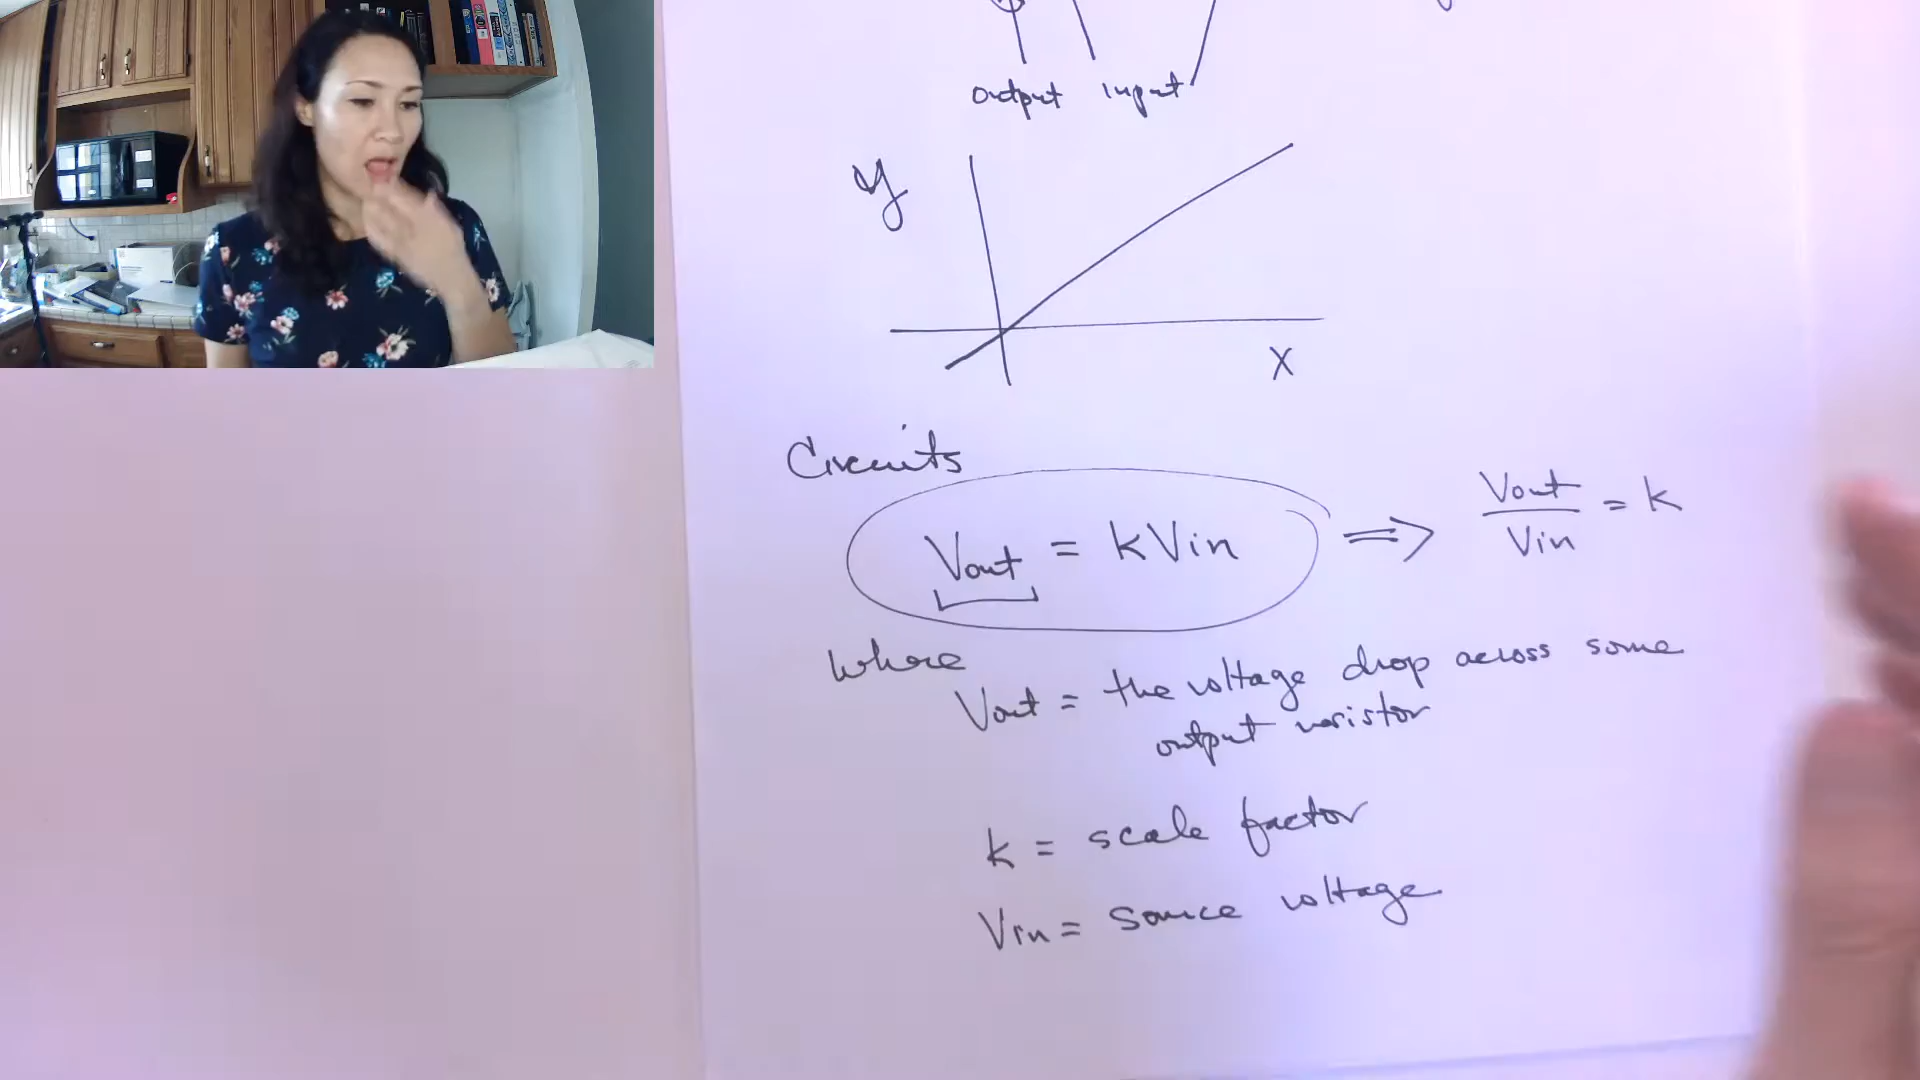 output input
y
x
Circuits
Vout = kVin ⇒ Vout/Vin = k
where
Vout = the voltage drop across some
output resistor
k = scale factor
Vin = source voltage